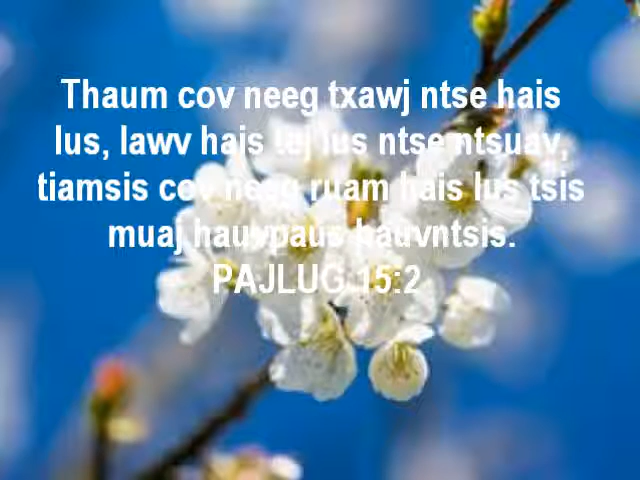 Thaum cov neeg txawj ntse hais
lus, lawv hais tej lus ntse ntsuav,
tiamsis cov neeg ruam hais lus tsis
muaj hauvpaus hauvntsis.
PAJLUG 15:2